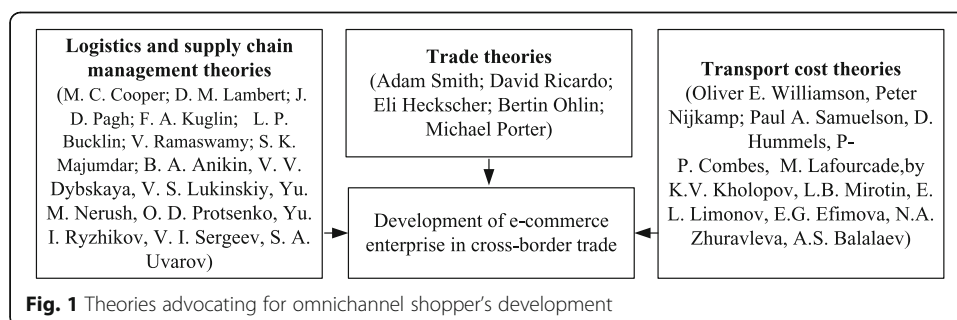 Logistics and supply chain
management theories
(M. C. Cooper; D. M. Lambert; J.
D. Pagh; F. A. Kuglin; L. P.
Bucklin; V. Ramaswamy; S. K.
Majumdar; B. A. Anikin, V. V.
Dybskaya, V. S. Lukinskiy, Yu.
M. Nerush, O. D. Protsenko, Yu.
I. Ryzhikov, V. I. Sergeev, S. A.
Uvarov)
Trade theories
(Adam Smith; David Ricardo;
Eli Heckscher; Bertin Ohlin;
Michael Porter)
Development of e-commerce
enterprise in cross-border trade
Transport cost theories
(Oliver E. Williamson, Peter
Nijkamp; Paul A. Samuelson, D.
Hummels, P-
P. Combes, M. Lafourcade,by
K.V. Kholopov, L.B. Mirotin, E.
L. Limonov, E.G. Efimova, N.A.
Zhuravleva, A.S. Balalaev)
Fig. 1 Theories advocating for omnichannel shopper's development